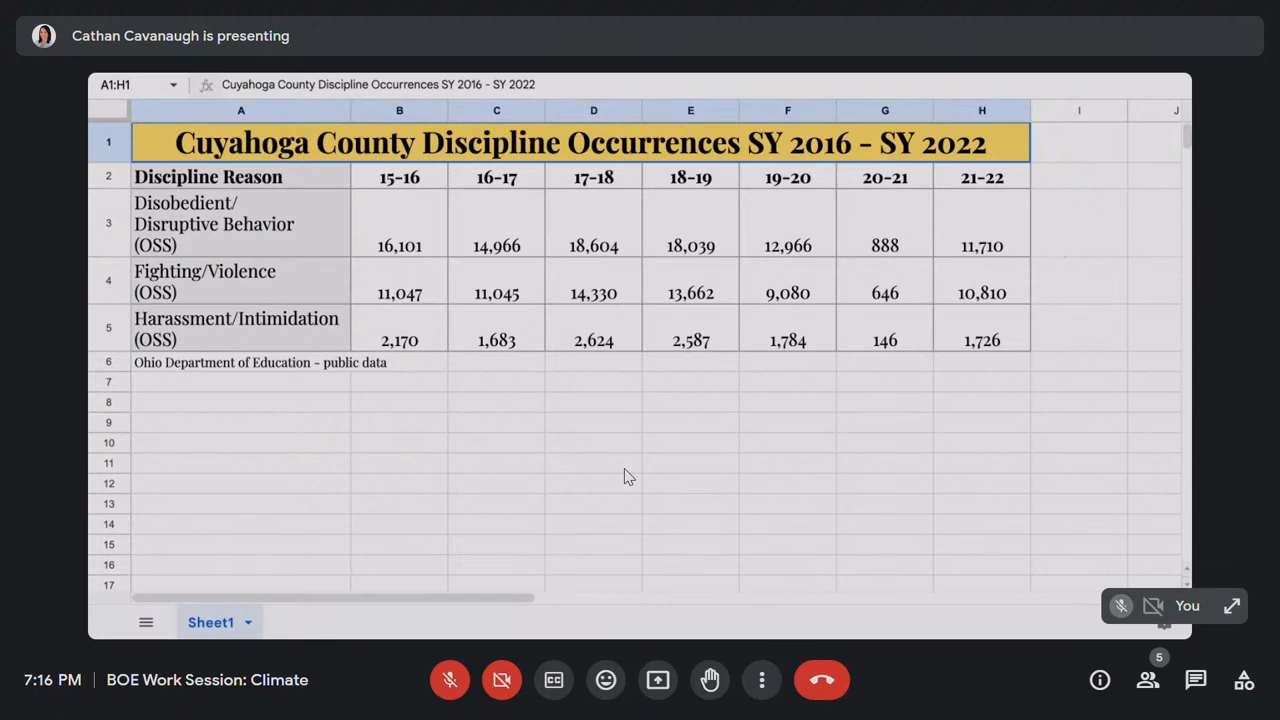 Cathan Cavanaugh is presenting
A1:H1 fx Cuyahoga County Discipline Occurrences SY 2016 - SY 2022
A B C D E F G H I J
1 Cuyahoga County Discipline Occurrences SY 2016 - SY 2022
2 Discipline Reason 15-16 16-17 17-18 18-19 19-20 20-21 21-22
Disobedient/
3 Disruptive Behavior
(OSS) 16,101 14,966 18,604 18,039 12,966 888 11,710
4 Fighting/Violence
(OSS) 11,047 11,045 14,330 13,662 9,080 646 10,810
5 Harassment/Intimidation
(OSS) 2,170 1,683 2,624 2,587 1,784 146 1,726
6 Ohio Department of Education - public data
7
8
9
10
11
12
13
14
15
16
17
You
Sheet1
5
7:16 PM | BOE Work Session: Climate